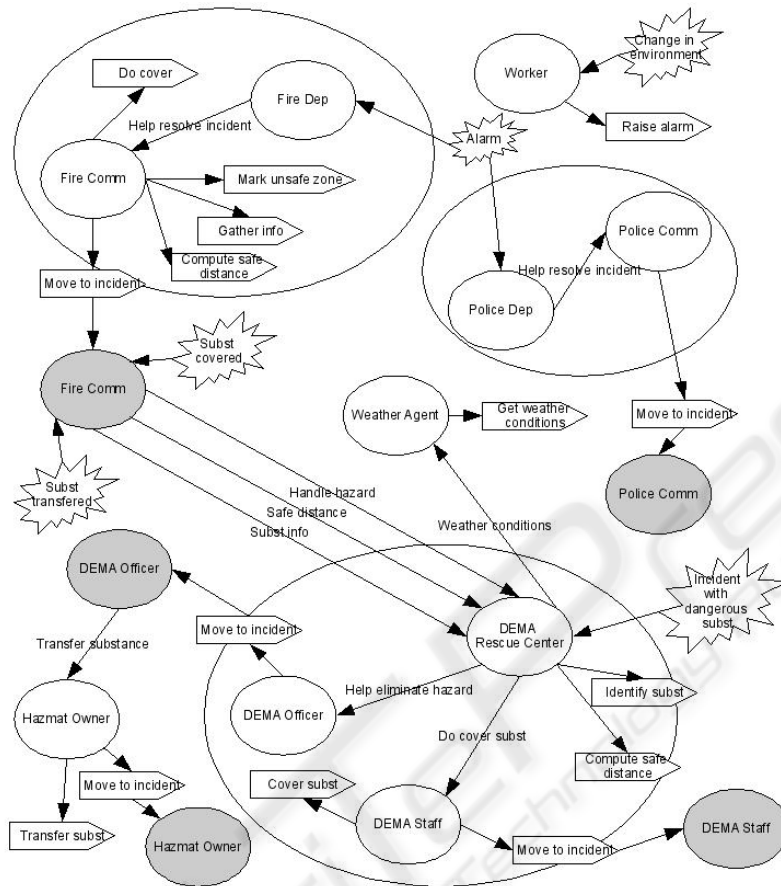 Do cover
Fire Dep
Help resolve incident
Fire Comm
Mark unsafe zone
Gather info
Compute safe
distance
Move to incident
Worker
Change in
environment
Raise alarm
Alarm
Police Comm
Help resolve incident
Police Dep
Move to incident
Police Comm
Subst
covered
Fire Comm
Subst
transfered
Weather Agent
Get weather
conditions
Handle hazard
Safe distance
Subst info
Weather conditions
DEMA Officer
Transfer substance
Move to incident
Incident
with
dangerous
subst
DEMA
Rescue Center
Identify subst
Help eliminate hazard
DEMA Officer
Hazmat Owner
Do cover subst
Compute safe
distance
Move to incident
Cover subst
Transfer subst
Hazmat Owner
DEMA Staff
Move to incident
DEMA Staff